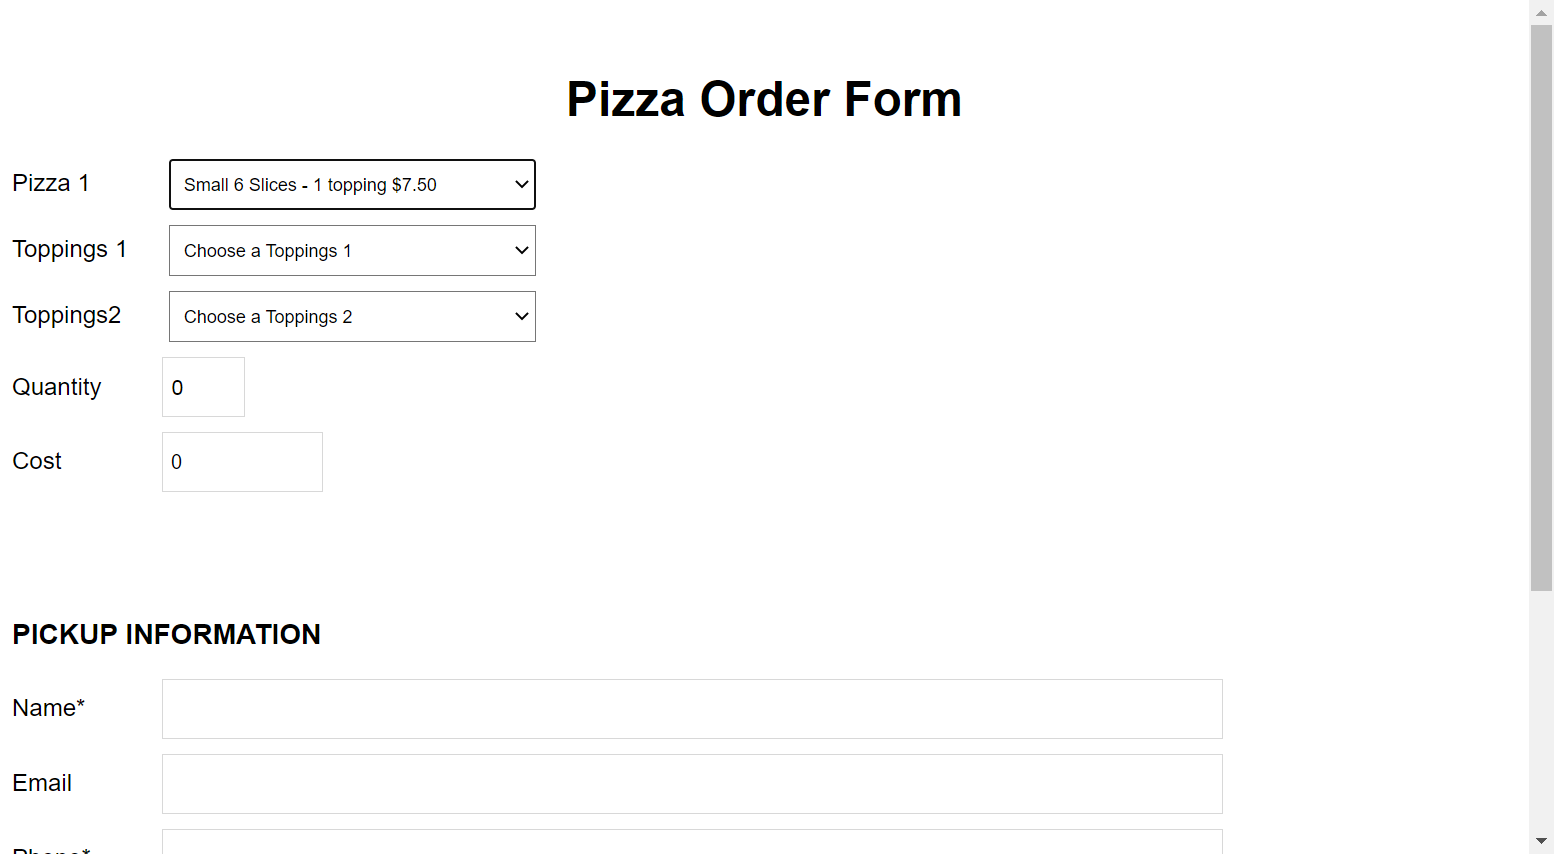 Pizza Order Form
Pizza 1 Small 6 Slices - 1 topping $7.50
Toppings 1 Choose a Toppings 1
Toppings2 Choose a Toppings 2
Quantity 0
Cost 0
PICKUP INFORMATION
Name*
Email
Phone*